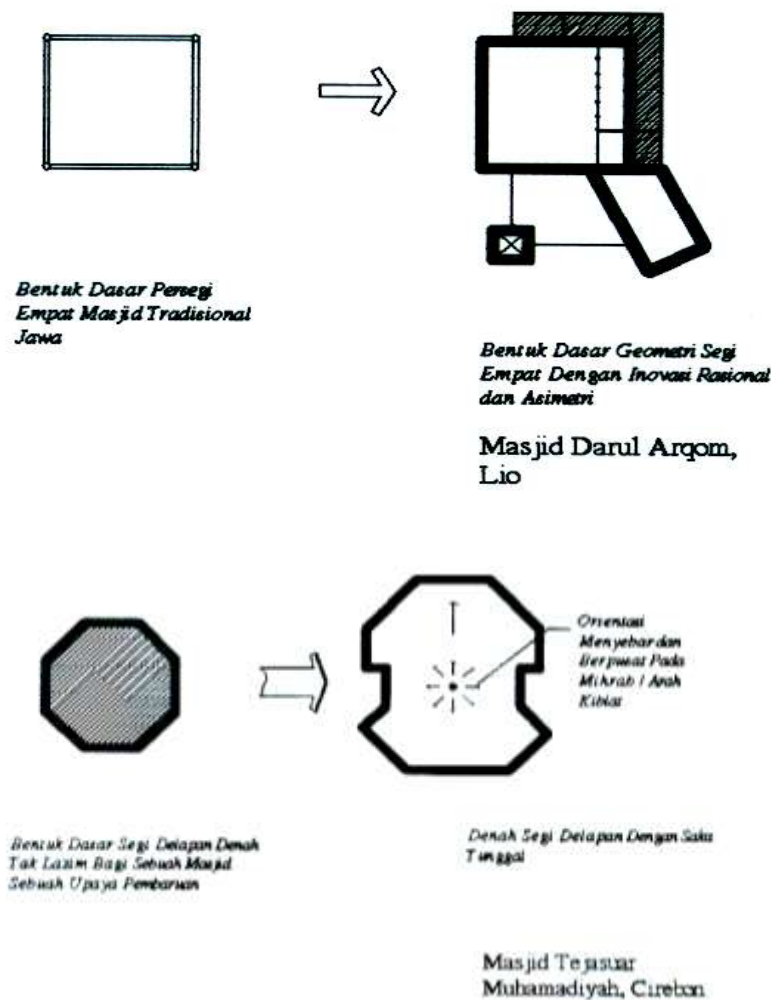 Bentuk Dasar Persegi
Empat Masjid Tradisional
Jawa
Bentuk Dasar Geometri Segi
Empat Dengan Inovasi Rasional
dan Asimetri
Masjid Darul Arqom,
Lio
Orientasi
Menyebar dan
Berpusat Pada
Mihrab / Arah
Kiblat
Bentuk Dasar Segi Delapan Denah
Tak Lazim Bagi Sebuah Masjid
Sebuah Upaya Pembaruan
Denah Segi Delapan Dengan Saka
Tunggal
Masjid Tejasuar
Muhamadiyah, Cirebon